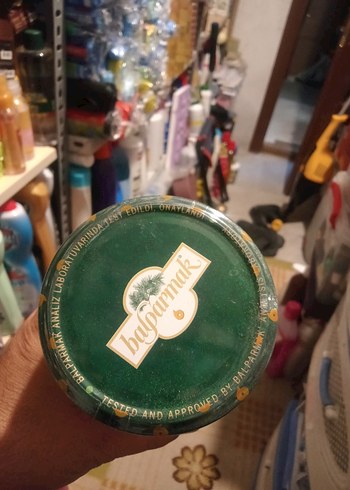 BALPARMAK ANALİZ LABORATUVARINDA TEST EDİLDİ, ONAYLANDI
balparmak
TESTED AND APPROVED BY BALPARMAK